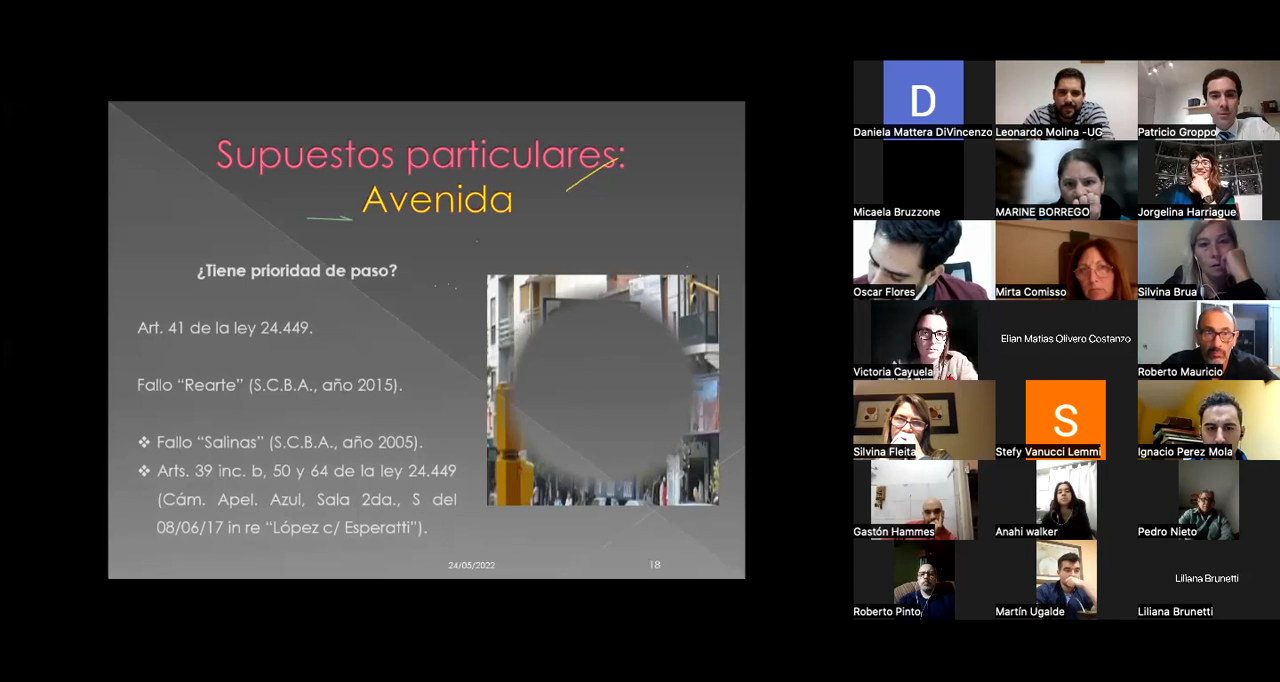 Supuestos particulares:
Avenida
¿Tiene prioridad de paso?
Art. 41 de la ley 24.449.
Fallo “Rearte” (S.C.B.A., año 2015).
❖ Fallo “Salinas” (S.C.B.A., año 2005).
❖ Arts. 39 inc. b, 50 y 64 de la ley 24.449
(Cám. Apel. Azul, Sala 2da., S del
08/06/17 in re “López c/ Esperatti”).
24/05/2022
18
D
Daniela Mattera DiVincenzo
Leonardo Molina -UG
Patricio Groppo
Micaela Bruzzone
MARINE BORREGO
Jorgelina Harriague
Oscar Flores
Mirta Comisso
Silvina Brua
Victoria Cayuela
Elian Matias Olivero Costanzo
Roberto Mauricio
Silvina Fleita
S
Stefy Vanucci Lemmi
Ignacio Perez Mola
Gastón Hammes
Anahi walker
Pedro Nieto
Roberto Pinto
Martín Ugalde
Liliana Brunetti
Liliana Brunetti